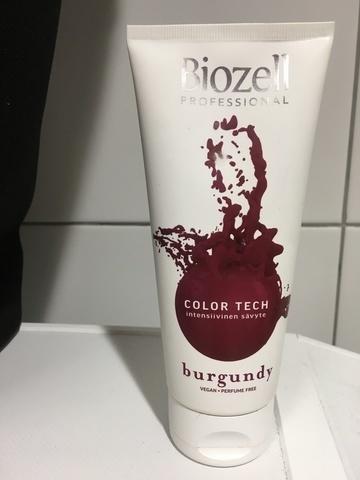 Biozell
PROFESSIONAL
COLOR TECH
intensiivinen sävyte
burgundy
VEGAN • PERFUME FREE